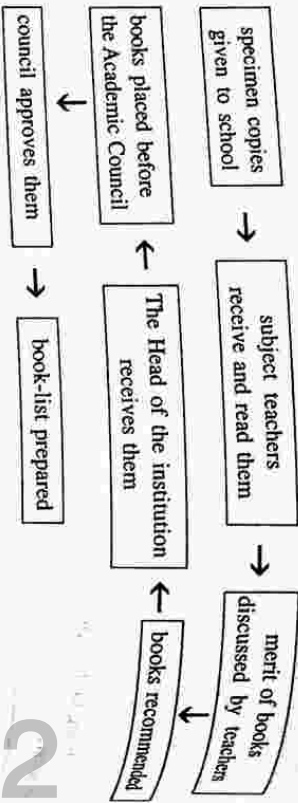 specimen copies
given to school
subject teachers
receive and read them
merit of books
discussed by teachers
books recommended
The Head of the institution
receives them
books placed before
the Academic Council
council approves them
book-list prepared
2